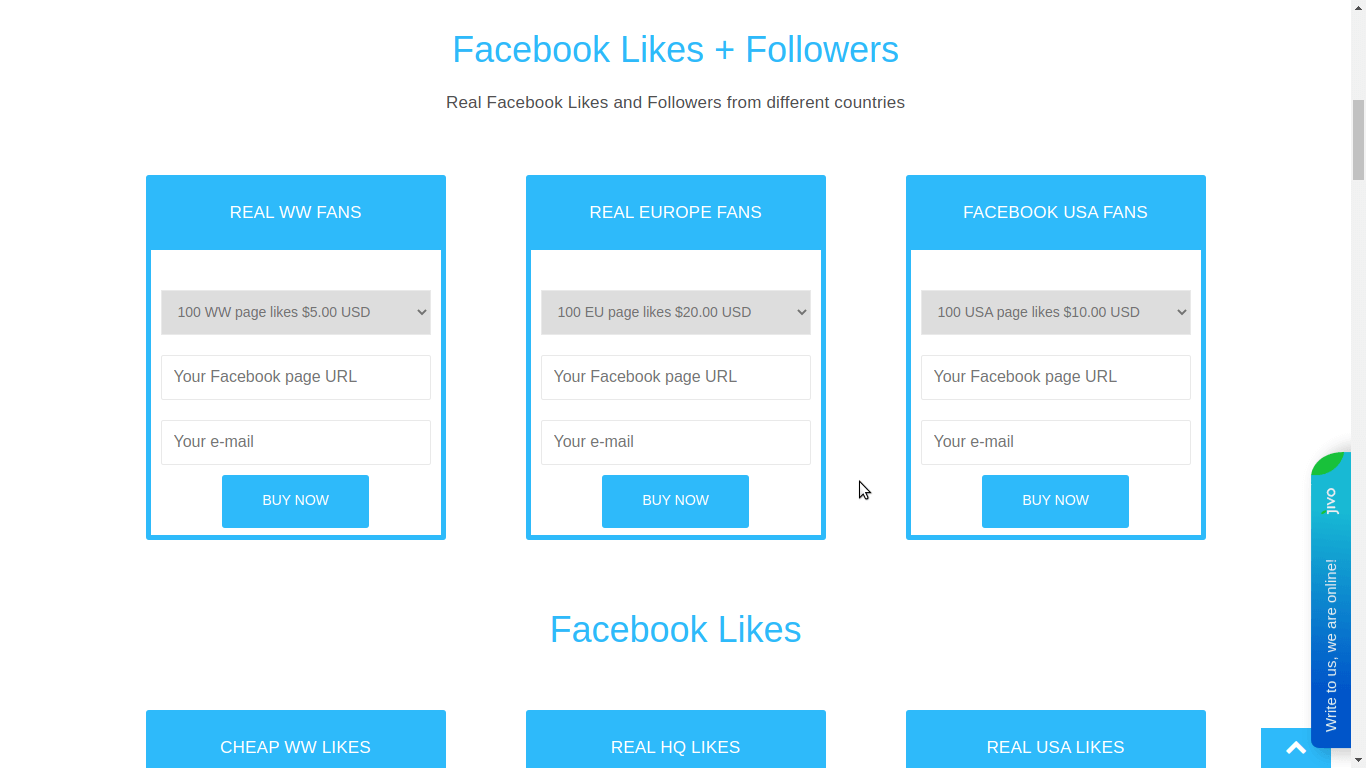 Facebook Likes + Followers
Real Facebook Likes and Followers from different countries
REAL WW FANS
100 WW page likes $5.00 USD
Your Facebook page URL
Your e-mail
BUY NOW
REAL EUROPE FANS
100 EU page likes $20.00 USD
Your Facebook page URL
Your e-mail
BUY NOW
FACEBOOK USA FANS
100 USA page likes $10.00 USD
Your Facebook page URL
Your e-mail
BUY NOW
Facebook Likes
CHEAP WW LIKES
REAL HQ LIKES
REAL USA LIKES
Write to us, we are online!
jivo